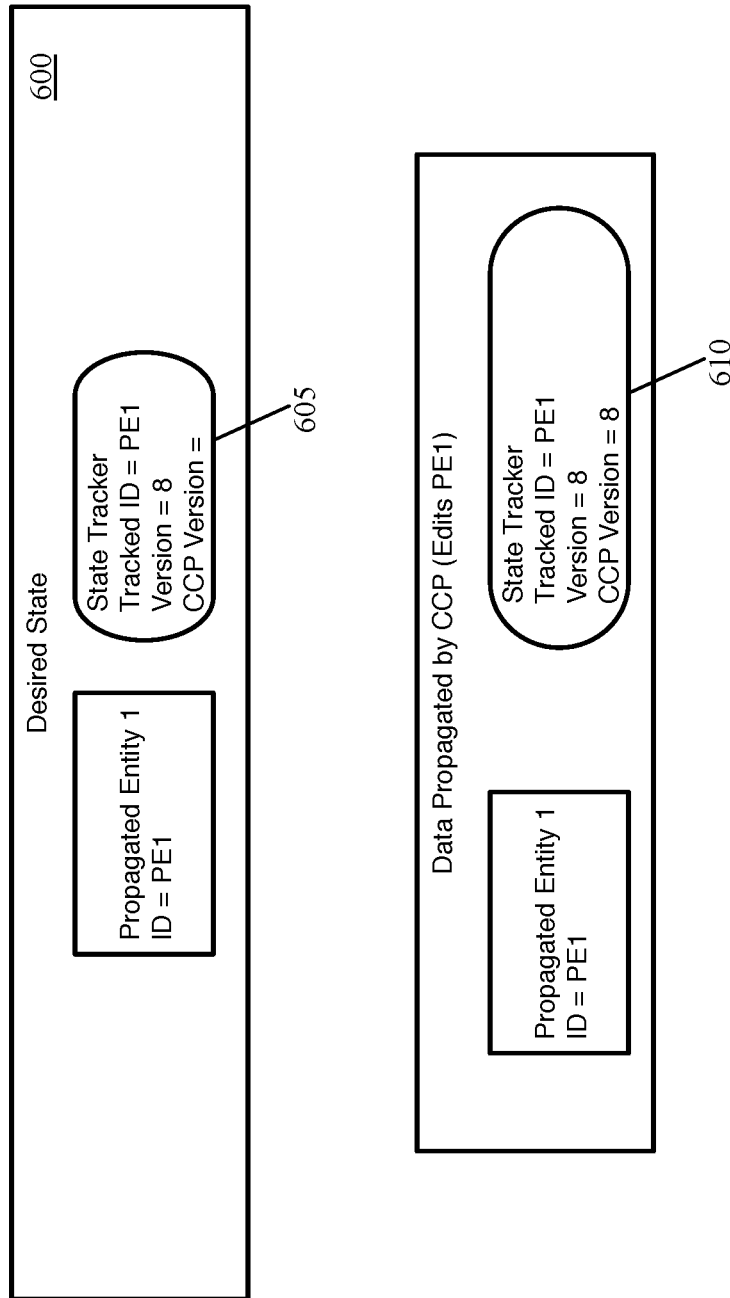 600
Desired State
Propagated Entity 1
ID = PE1
State Tracker
Tracked ID = PE1
Version = 8
CCP Version =
605
Data Propagated by CCP (Edits PE1)
Propagated Entity 1
ID = PE1
State Tracker
Tracked ID = PE1
Version = 8
CCP Version = 8
610